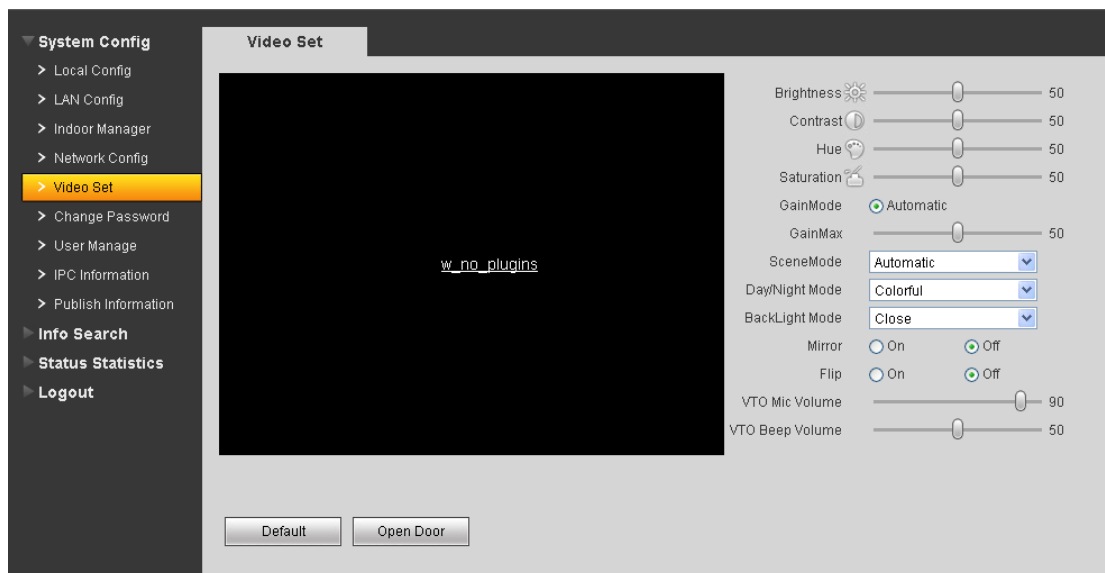 System Config
Local Config
LAN Config
Indoor Manager
Network Config
Video Set
Change Password
User Manage
IPC Information
Publish Information
Info Search
Status Statistics
Logout
Video Set
w_no_plugins
Brightness 50
Contrast 50
Hue 50
Saturation 50
GainMode Automatic
GainMax 50
SceneMode Automatic
Day/Night Mode Colorful
BackLight Mode Close
Mirror On Off
Flip On Off
VTO Mic Volume 90
VTO Beep Volume 50
Default Open Door